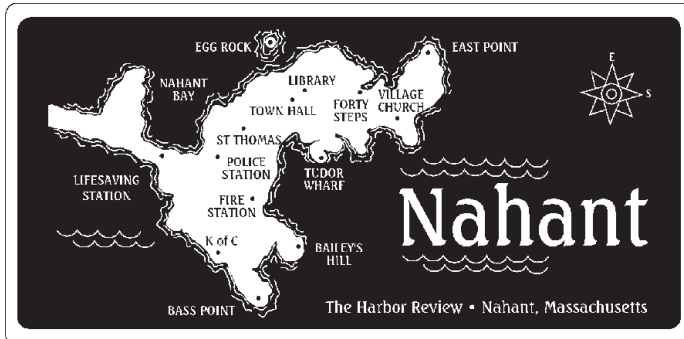 EGG ROCK
EAST POINT
E
S
NAHANT
BAY
LIBRARY
TOWN HALL
FORTY
STEPS
VILLAGE
CHURCH
ST THOMAS
POLICE
STATION
TUDOR
WHARF
LIFESAVING
STATION
FIRE
STATION
Nahant
K of C
BAILEY'S
HILL
BASS POINT
The Harbor Review • Nahant, Massachusetts